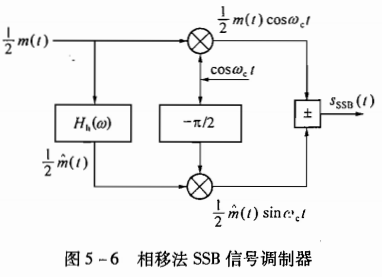 ½ m(t)
½ m(t) cosω_c t
cosω_c t
H_h(ω)
−π/2
±
s_SSB(t)
½ m̂(t)
½ m̂(t) sinω_c t
图 5-6 相移法 SSB 信号调制器